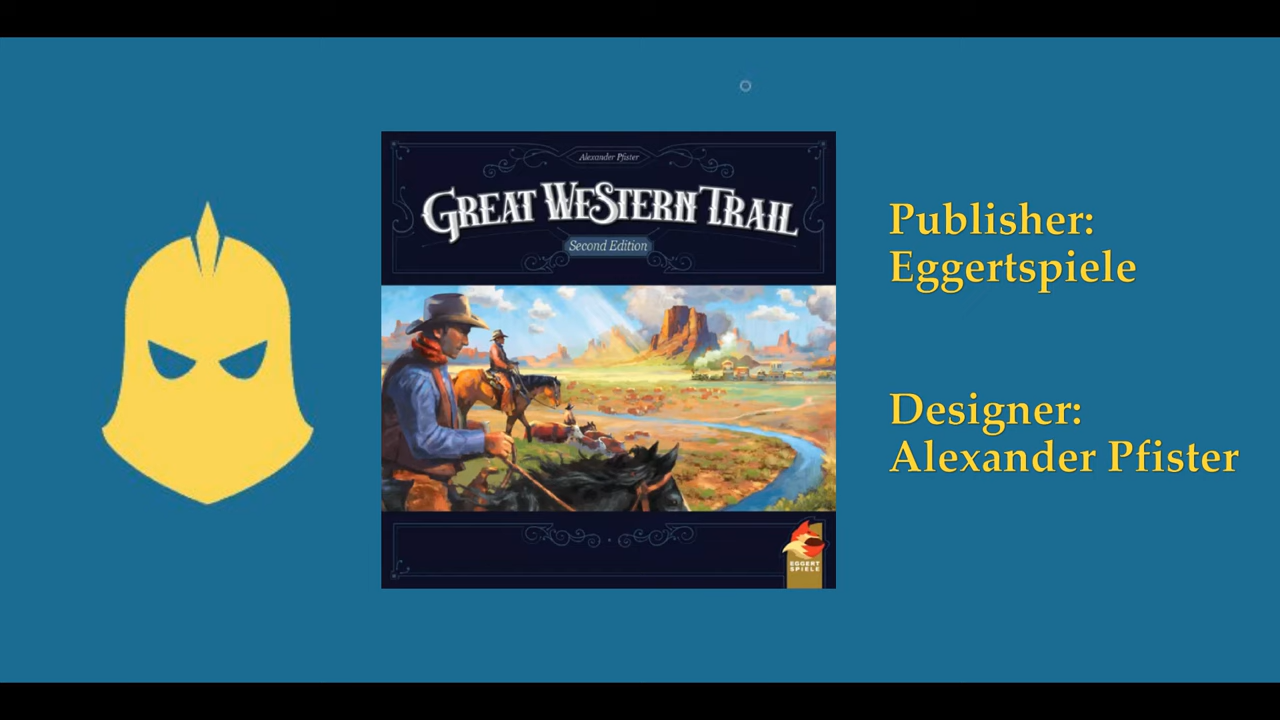 Alexander Pfister
GREAT WESTERN TRAIL
Second Edition
EGGERT
SPIELE
Publisher:
Eggertspiele
Designer:
Alexander Pfister